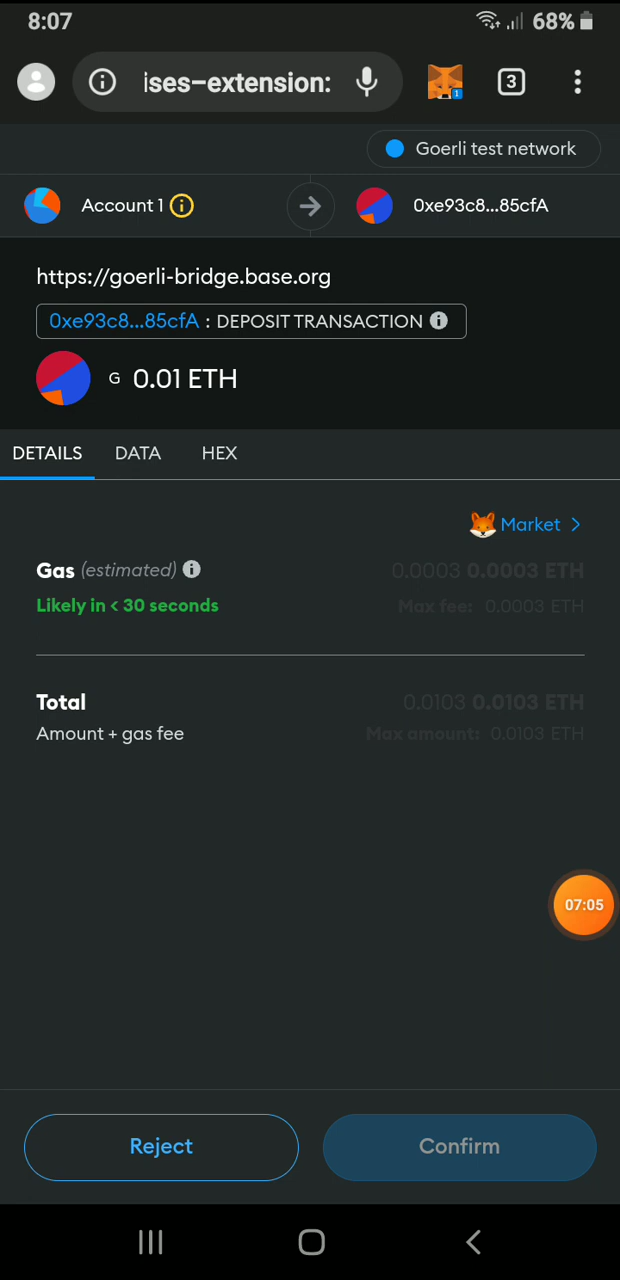 8:07
68%
ises-extension:
3
1
Goerli test network
Account 1
0xe93c8...85cfA
https://goerli-bridge.base.org
0xe93c8...85cfA : DEPOSIT TRANSACTION
G 0.01 ETH
DETAILS DATA HEX
Market >
Gas (estimated) 0.0003 0.0003 ETH
Likely in < 30 seconds Max fee: 0.0003 ETH
Total 0.0103 0.0103 ETH
Amount + gas fee Max amount: 0.0103 ETH
07:05
Reject Confirm